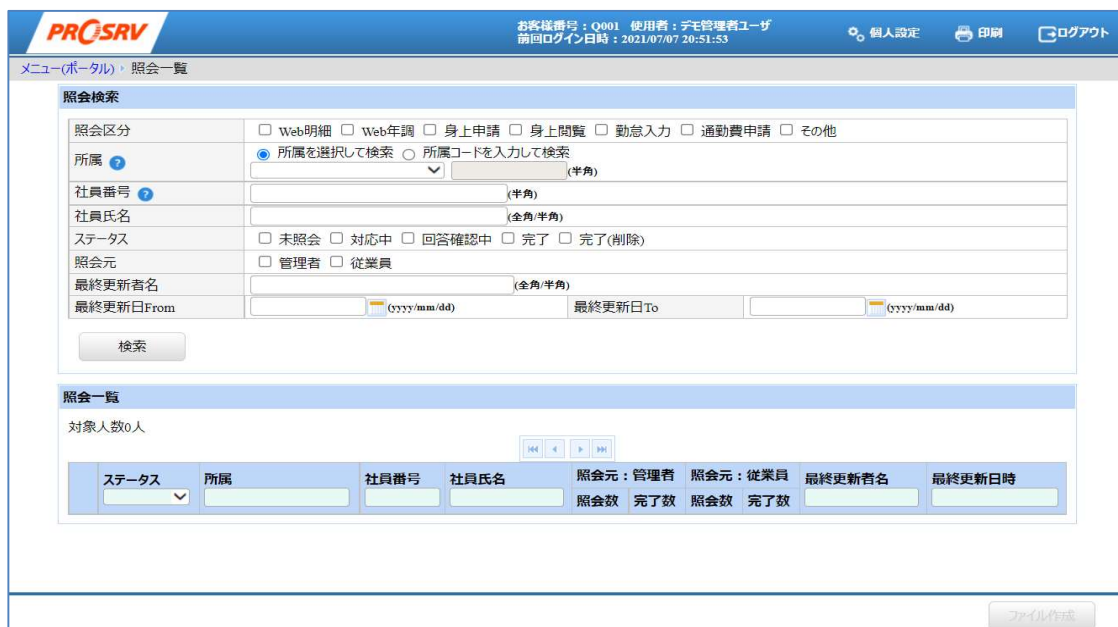 PROSRV
お客様番号：Q001 使用者：デモ管理者ユーザ
前回ログイン日時：2021/07/07 20:51:53
個人設定
印刷
ログアウト
メニュー(ポータル) 照会一覧
照会検索
照会区分 Web明細 Web年調 身上申請 身上閲覧 勤怠入力 通勤費申請 その他
所属 ? 所属を選択して検索 所属コードを入力して検索
(半角)
社員番号 ? (半角)
社員氏名 (全角/半角)
ステータス 未照会 対応中 回答確認中 完了 完了(削除)
照会元 管理者 従業員
最終更新者名 (全角/半角)
最終更新日From (yyyy/mm/dd) 最終更新日To (yyyy/mm/dd)
検索
照会一覧
対象人数0人
ステータス 所属 社員番号 社員氏名 照会元：管理者 照会元：従業員 最終更新者名 最終更新日時
照会数 完了数 照会数 完了数
ファイル作成